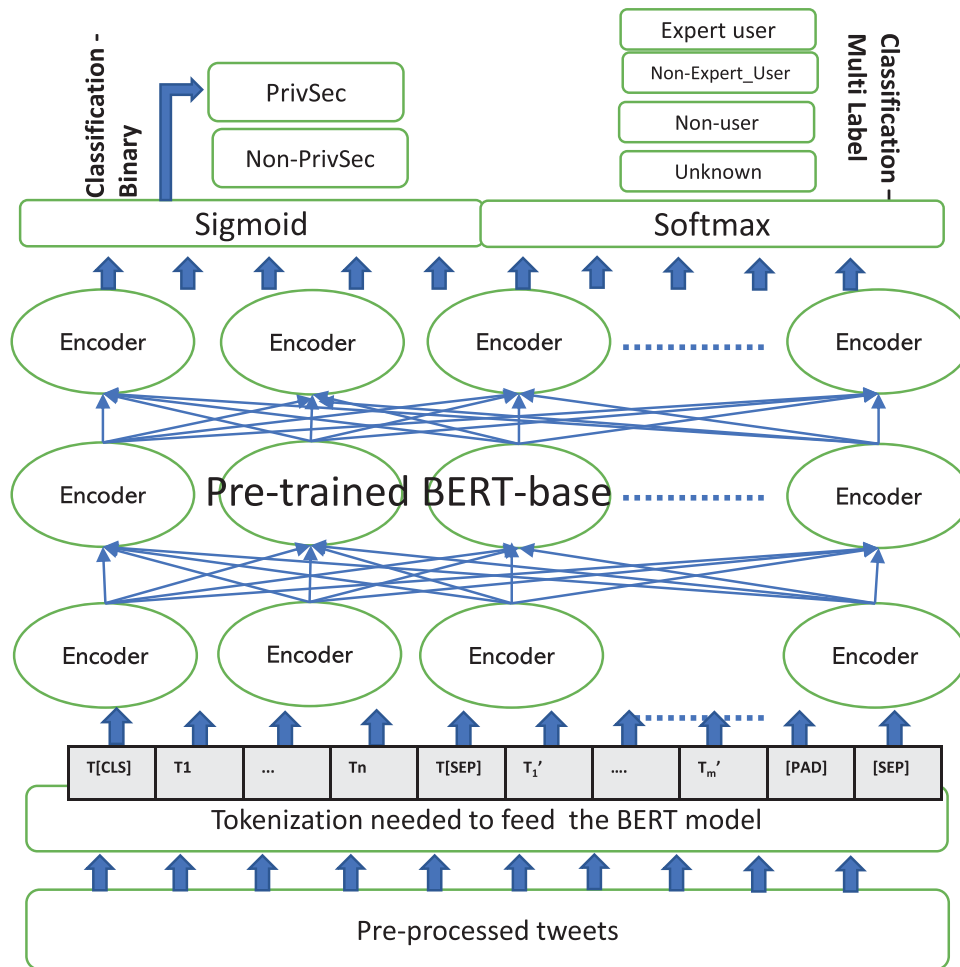 Classification -
Binary
PrivSec
Non-PrivSec
Expert user
Non-Expert_User
Non-user
Unknown
Classification –
Multi Label
Sigmoid
Softmax
Encoder
Encoder
Encoder
Encoder
Encoder
Pre-trained BERT-base
Encoder
Encoder
Encoder
Encoder
Encoder
T[CLS]
T1
...
Tn
T[SEP]
T1’
....
Tm’
[PAD]
[SEP]
Tokenization needed to feed the BERT model
Pre-processed tweets